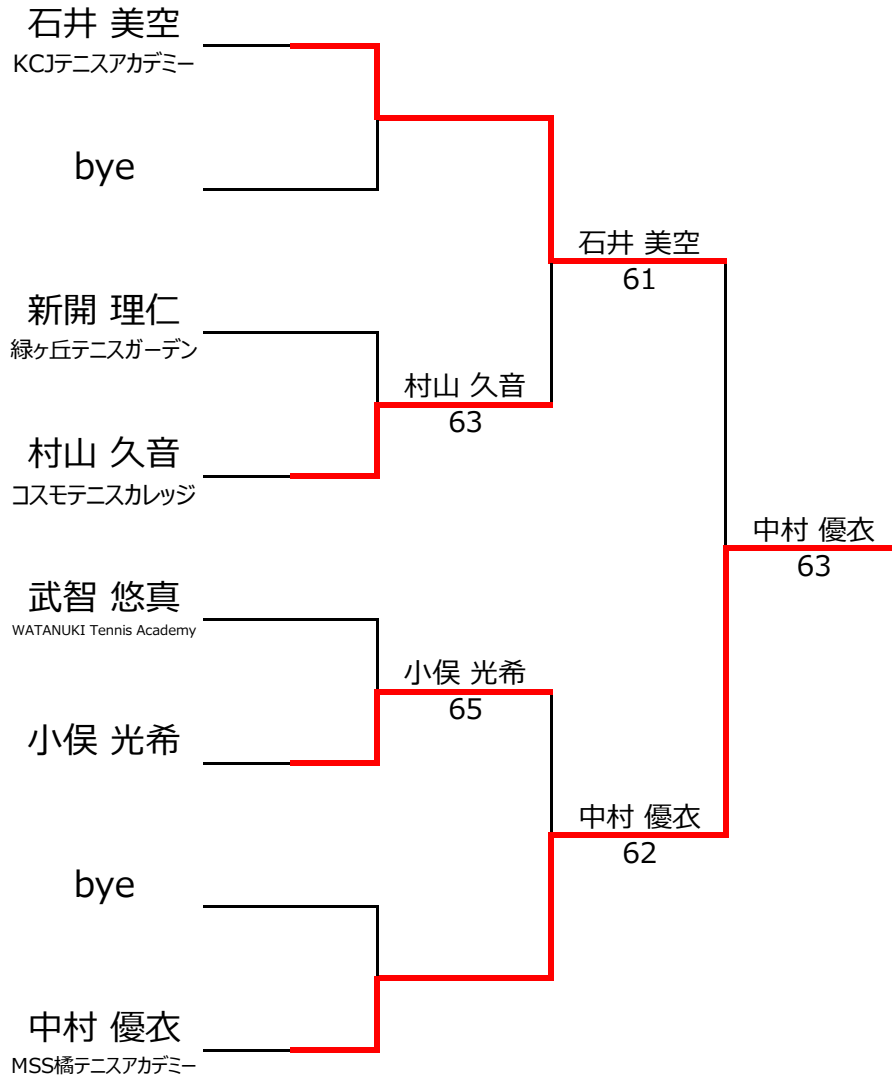 石井 美空
KCJテニスアカデミー
bye
石井 美空
61
新開 理仁
緑ヶ丘テニスガーデン
村山 久音
63
村山 久音
コスモテニスカレッジ
中村 優衣
63
武智 悠真
WATANUKI Tennis Academy
小俣 光希
65
小俣 光希
中村 優衣
62
bye
中村 優衣
MSS橘テニスアカデミー